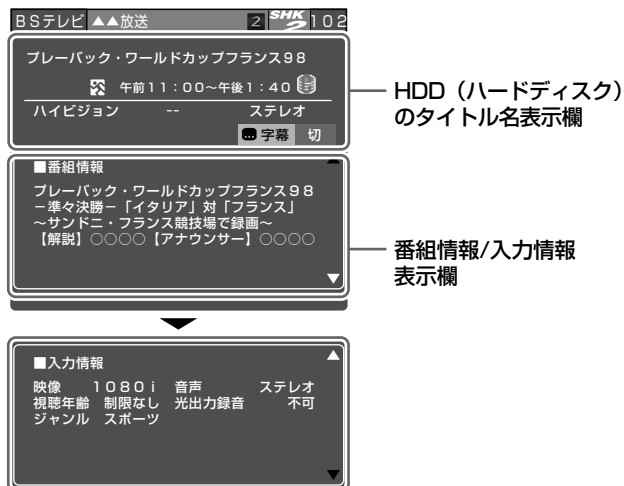 BSテレビ ▲▲放送 2 SHK 2 102
プレーバック・ワールドカップフランス98
午前11:00〜午後1:40
ハイビジョン -- ステレオ
字幕 切
HDD(ハードディスク)
のタイトル名表示欄
■番組情報
プレーバック・ワールドカップフランス98
−準々決勝−「イタリア」対「フランス」
〜サンドニ・フランス競技場で録画〜
【解説】○○○○【アナウンサー】○○○○
番組情報/入力情報
表示欄
■入力情報
映像 1080i 音声 ステレオ
視聴年齢 制限なし 光出力録音 不可
ジャンル スポーツ